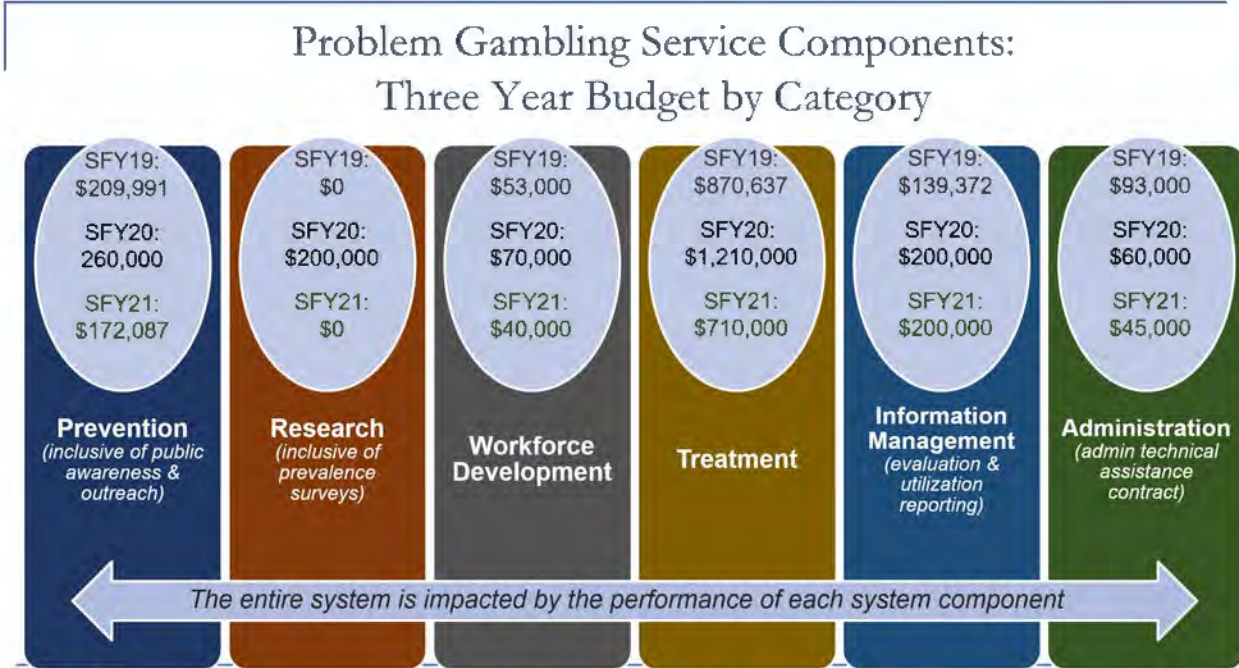 Problem Gambling Service Components:
Three Year Budget by Category
SFY19:
$209,991
SFY20:
260,000
SFY21:
$172,087
Prevention
(inclusive of public
awareness &
outreach)
SFY19:
$0
SFY20:
$200,000
SFY21:
$0
Research
(inclusive of
prevalence
surveys)
SFY19:
$53,000
SFY20:
$70,000
SFY21:
$40,000
Workforce
Development
SFY19:
$870,637
SFY20:
$1,210,000
SFY21:
$710,000
Treatment
SFY19:
$139,372
SFY20:
$200,000
SFY21:
$200,000
Information
Management
(evaluation &
utilization
reporting)
SFY19:
$93,000
SFY20:
$60,000
SFY21:
$45,000
Administration
(admin technical
assistance
contract)
The entire system is impacted by the performance of each system component